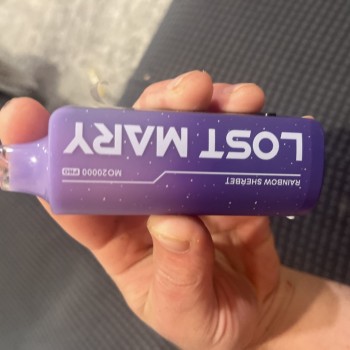 LOST MARY
RAINBOW SHERBET
MO20000 PRO